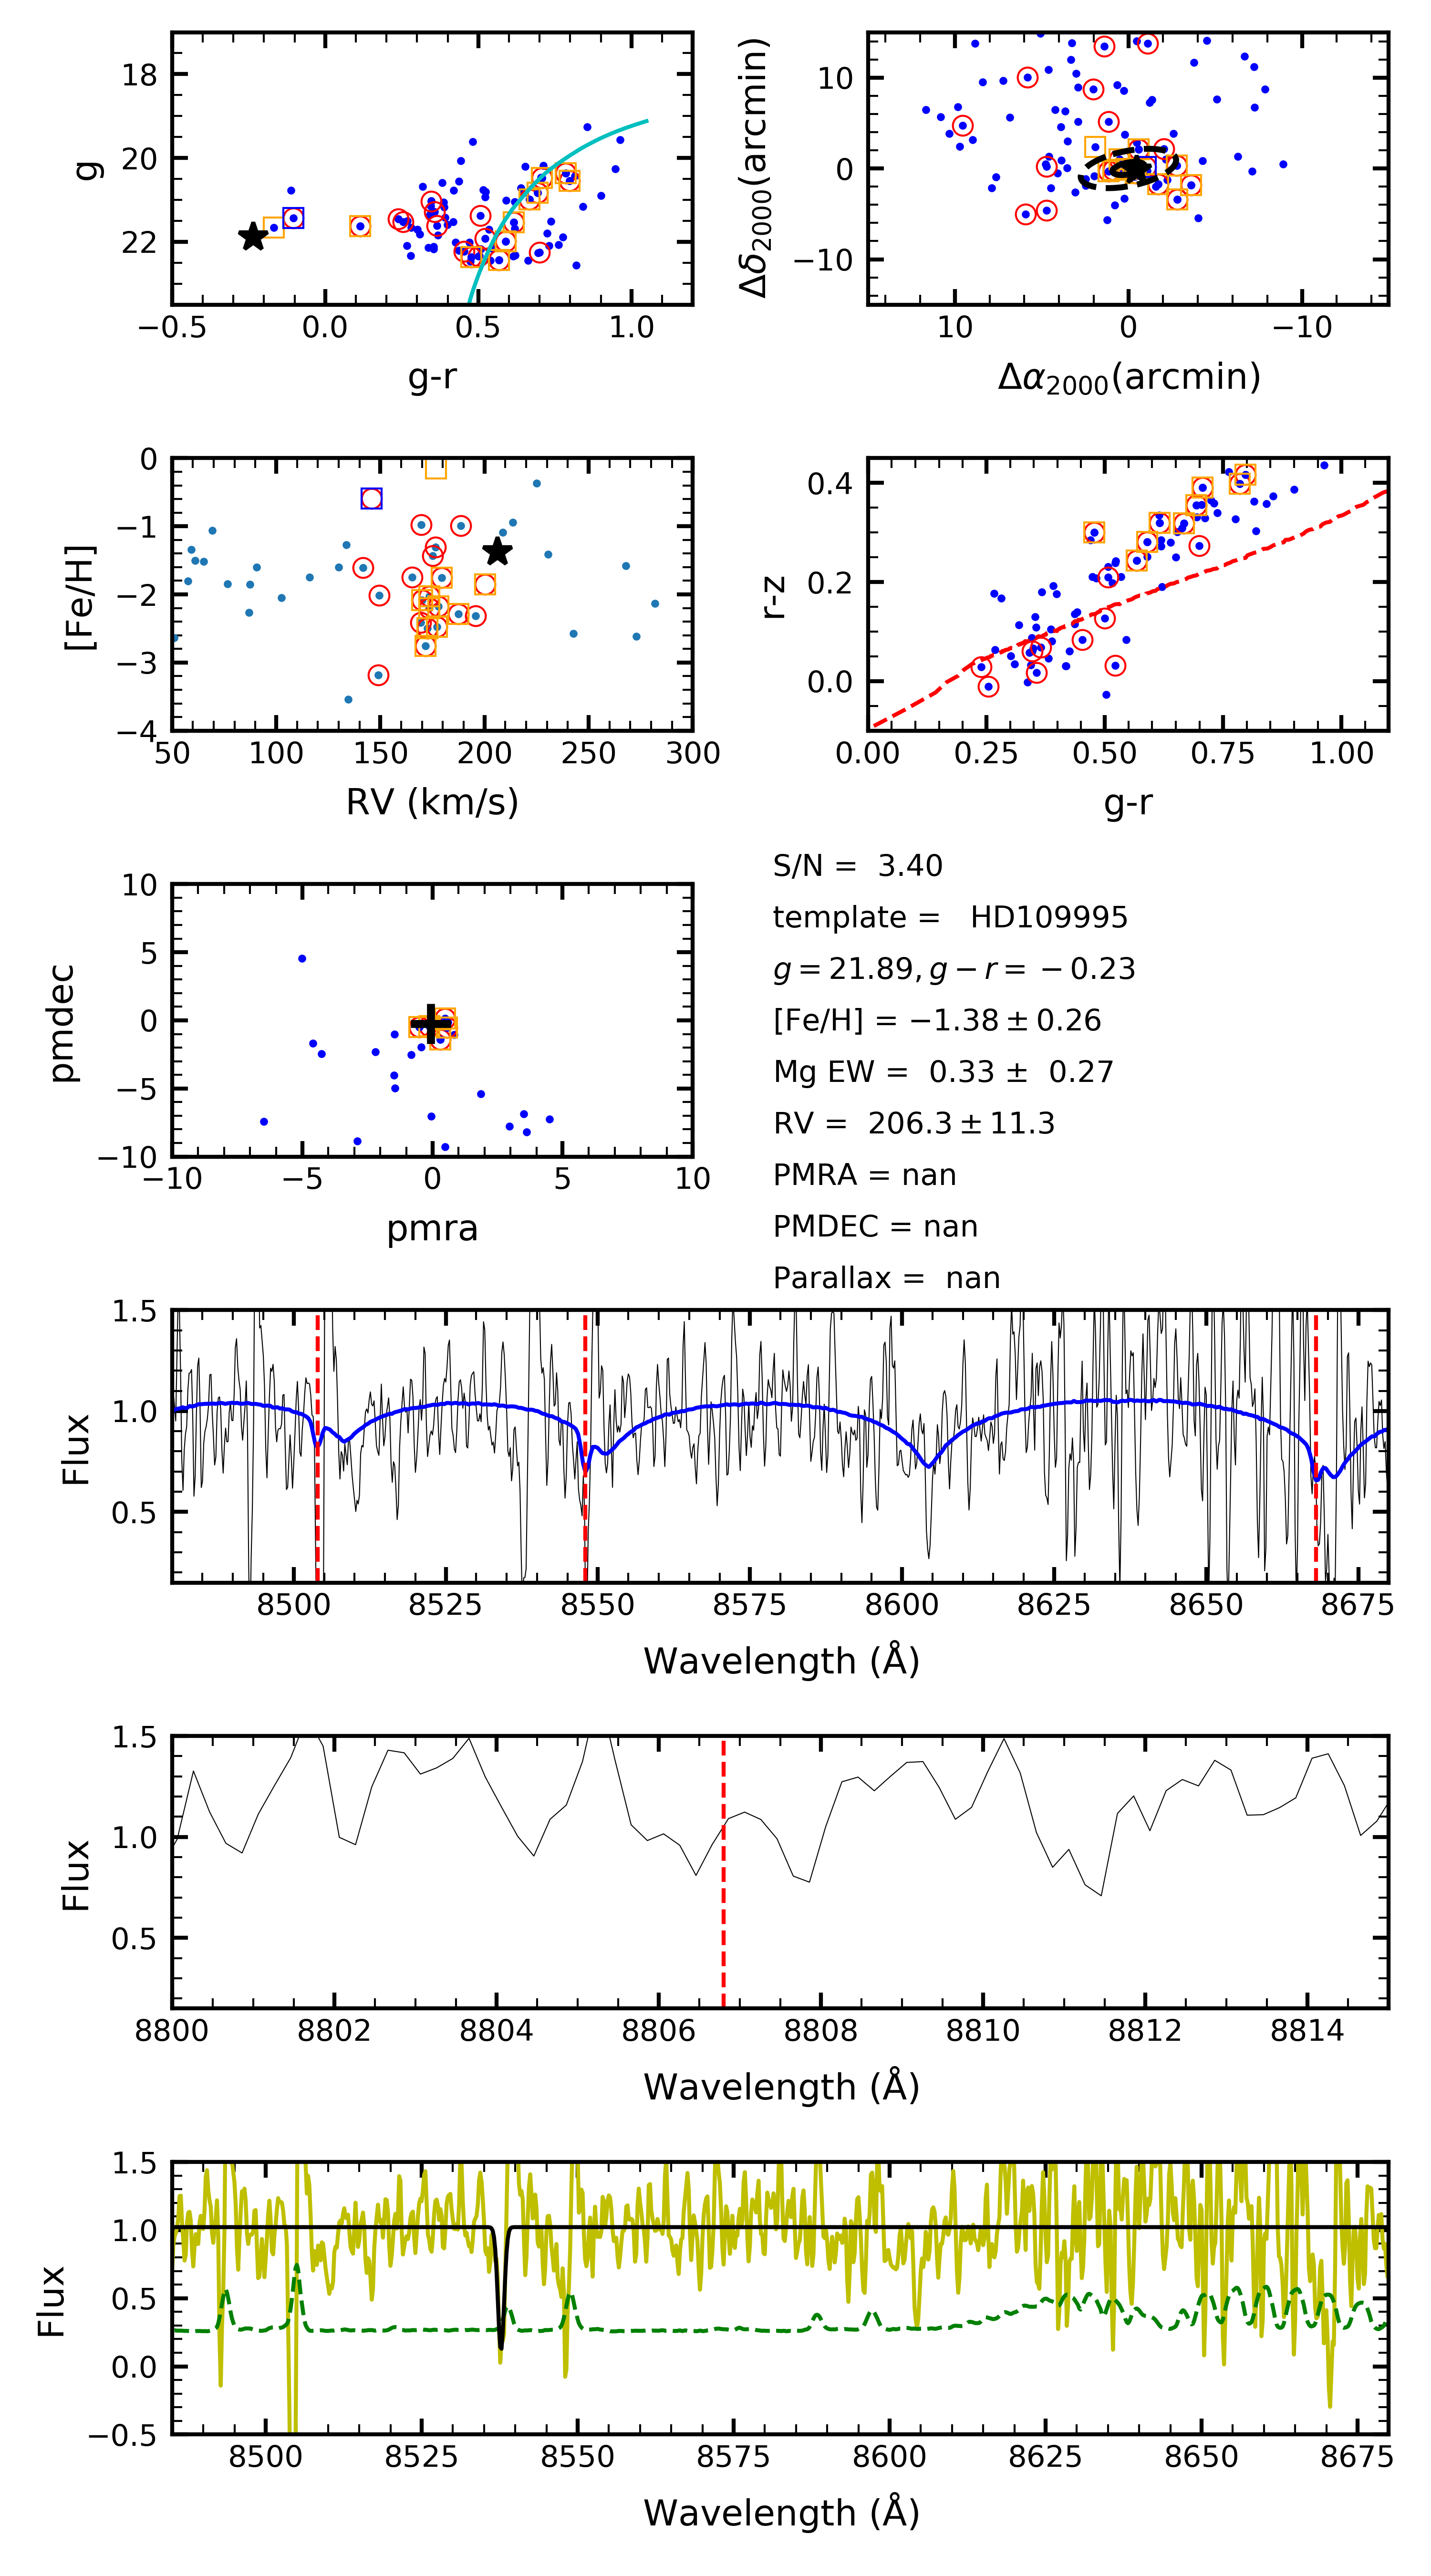 18
20
22
g
−0.5 0.0 0.5 1.0
g-r
10
0
−10
Δδ2000(arcmin)
10 0 −10
Δα2000(arcmin)
0
−1
−2
−3
−4
[Fe/H]
50 100 150 200 250 300
RV (km/s)
0.4
0.2
0.0
r-z
0.00 0.25 0.50 0.75 1.00
g-r
10
5
0
−5
−10
pmdec
−10 −5 0 5 10
pmra
S/N = 3.40
template = HD109995
g = 21.89, g − r = −0.23
[Fe/H] = −1.38 ± 0.26
Mg EW = 0.33 ± 0.27
RV = 206.3 ± 11.3
PMRA = nan
PMDEC = nan
Parallax = nan
1.5
1.0
0.5
Flux
8500 8525 8550 8575 8600 8625 8650 8675
Wavelength (Å)
1.5
1.0
0.5
Flux
8800 8802 8804 8806 8808 8810 8812 8814
Wavelength (Å)
1.5
1.0
0.5
0.0
−0.5
Flux
8500 8525 8550 8575 8600 8625 8650 8675
Wavelength (Å)